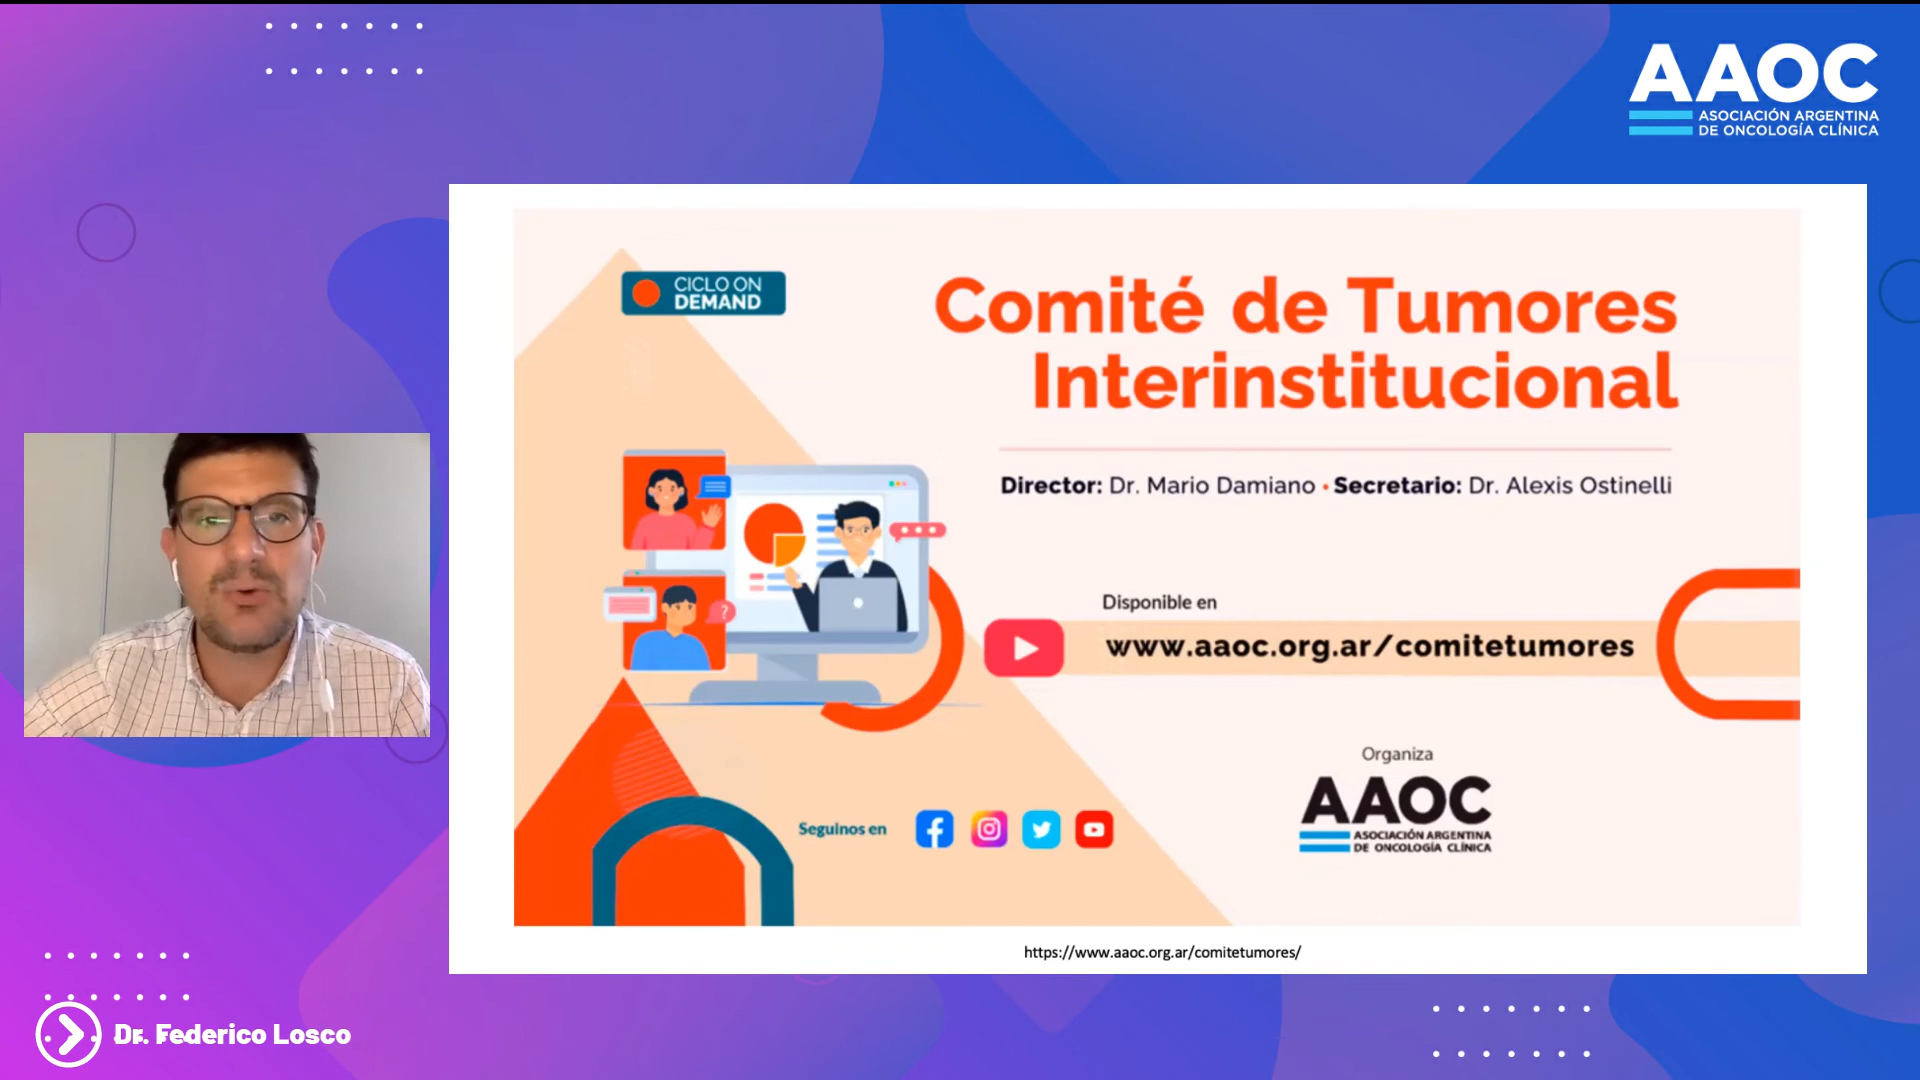 AAOC
ASOCIACIÓN ARGENTINA
DE ONCOLOGÍA CLÍNICA
CICLO ON
DEMAND
Comité de Tumores
Interinstitucional
Director: Dr. Mario Damiano • Secretario: Dr. Alexis Ostinelli
?
Disponible en
www.aaoc.org.ar/comitetumores
Organiza
AAOC
ASOCIACIÓN ARGENTINA
DE ONCOLOGÍA CLÍNICA
Seguinos en
https://www.aaoc.org.ar/comitetumores/
Dr. Federico Losco